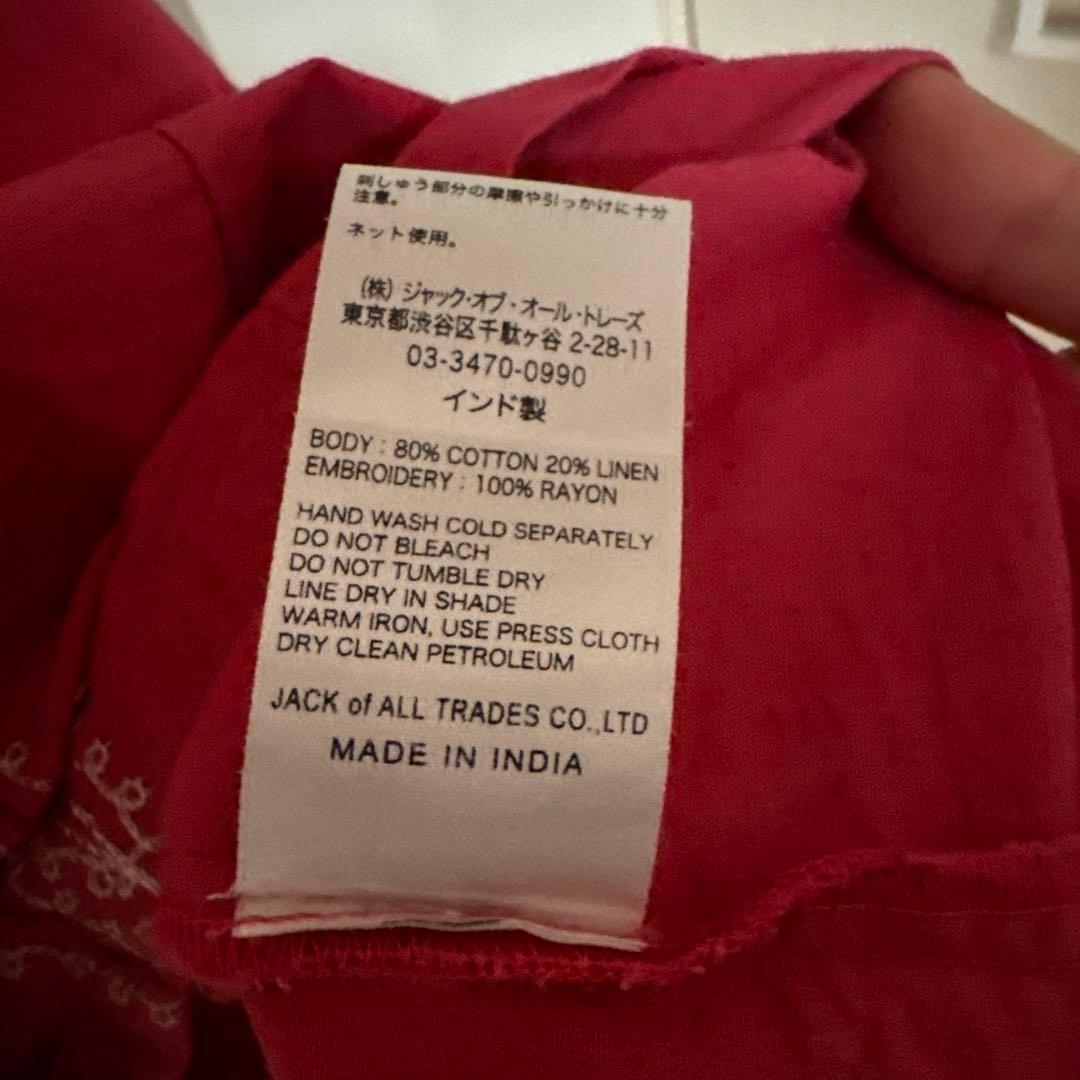 刺しゅう部分の摩擦や引っかけに十分
注意。
ネット使用。
(株) ジャック・オブ・オール・トレーズ
東京都渋谷区千駄ヶ谷 2-28-11
03-3470-0990
インド製
BODY : 80% COTTON 20% LINEN
EMBROIDERY : 100% RAYON
HAND WASH COLD SEPARATELY
DO NOT BLEACH
DO NOT TUMBLE DRY
LINE DRY IN SHADE
WARM IRON, USE PRESS CLOTH
DRY CLEAN PETROLEUM
JACK of ALL TRADES CO.,LTD
MADE IN INDIA